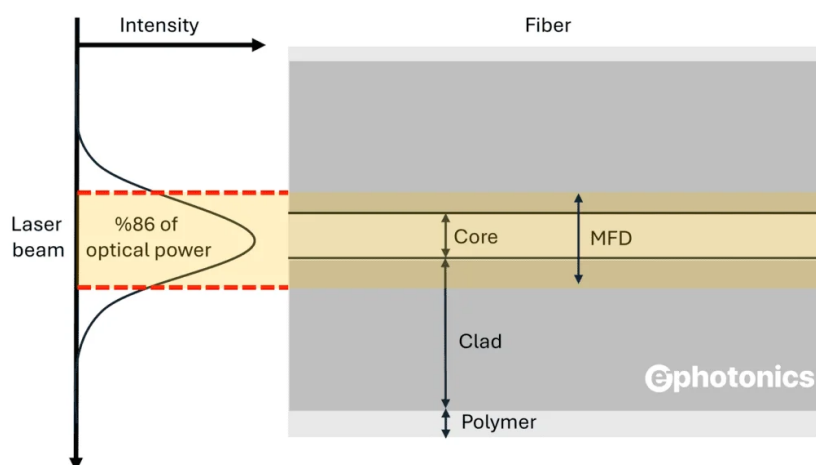 Intensity
Fiber
Laser
beam
%86 of
optical power
Core
MFD
Clad
ephotonics
Polymer